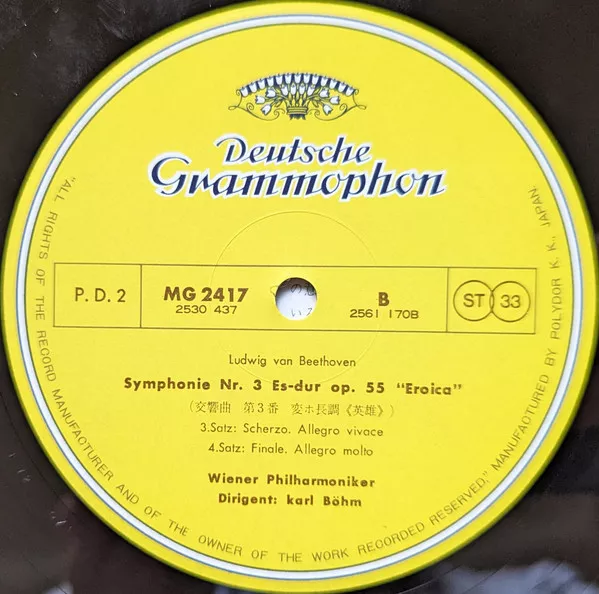 Deutsche
Grammophon
P. D. 2
MG 2417
2530 437
B
2561 170B
ST 33
Ludwig van Beethoven
Symphonie Nr. 3 Es-dur op. 55 “Eroica”
(交響曲　第3番　変ホ長調《英雄》)
3.Satz: Scherzo. Allegro vivace
4.Satz: Finale. Allegro molto
Wiener Philharmoniker
Dirigent: karl Böhm
“ALL RIGHTS OF THE RECORD MANUFACTURER AND OF THE OWNER OF THE WORK RECORDED RESERVED.” MANUFACTURED BY POLYDOR K. K., JAPAN.